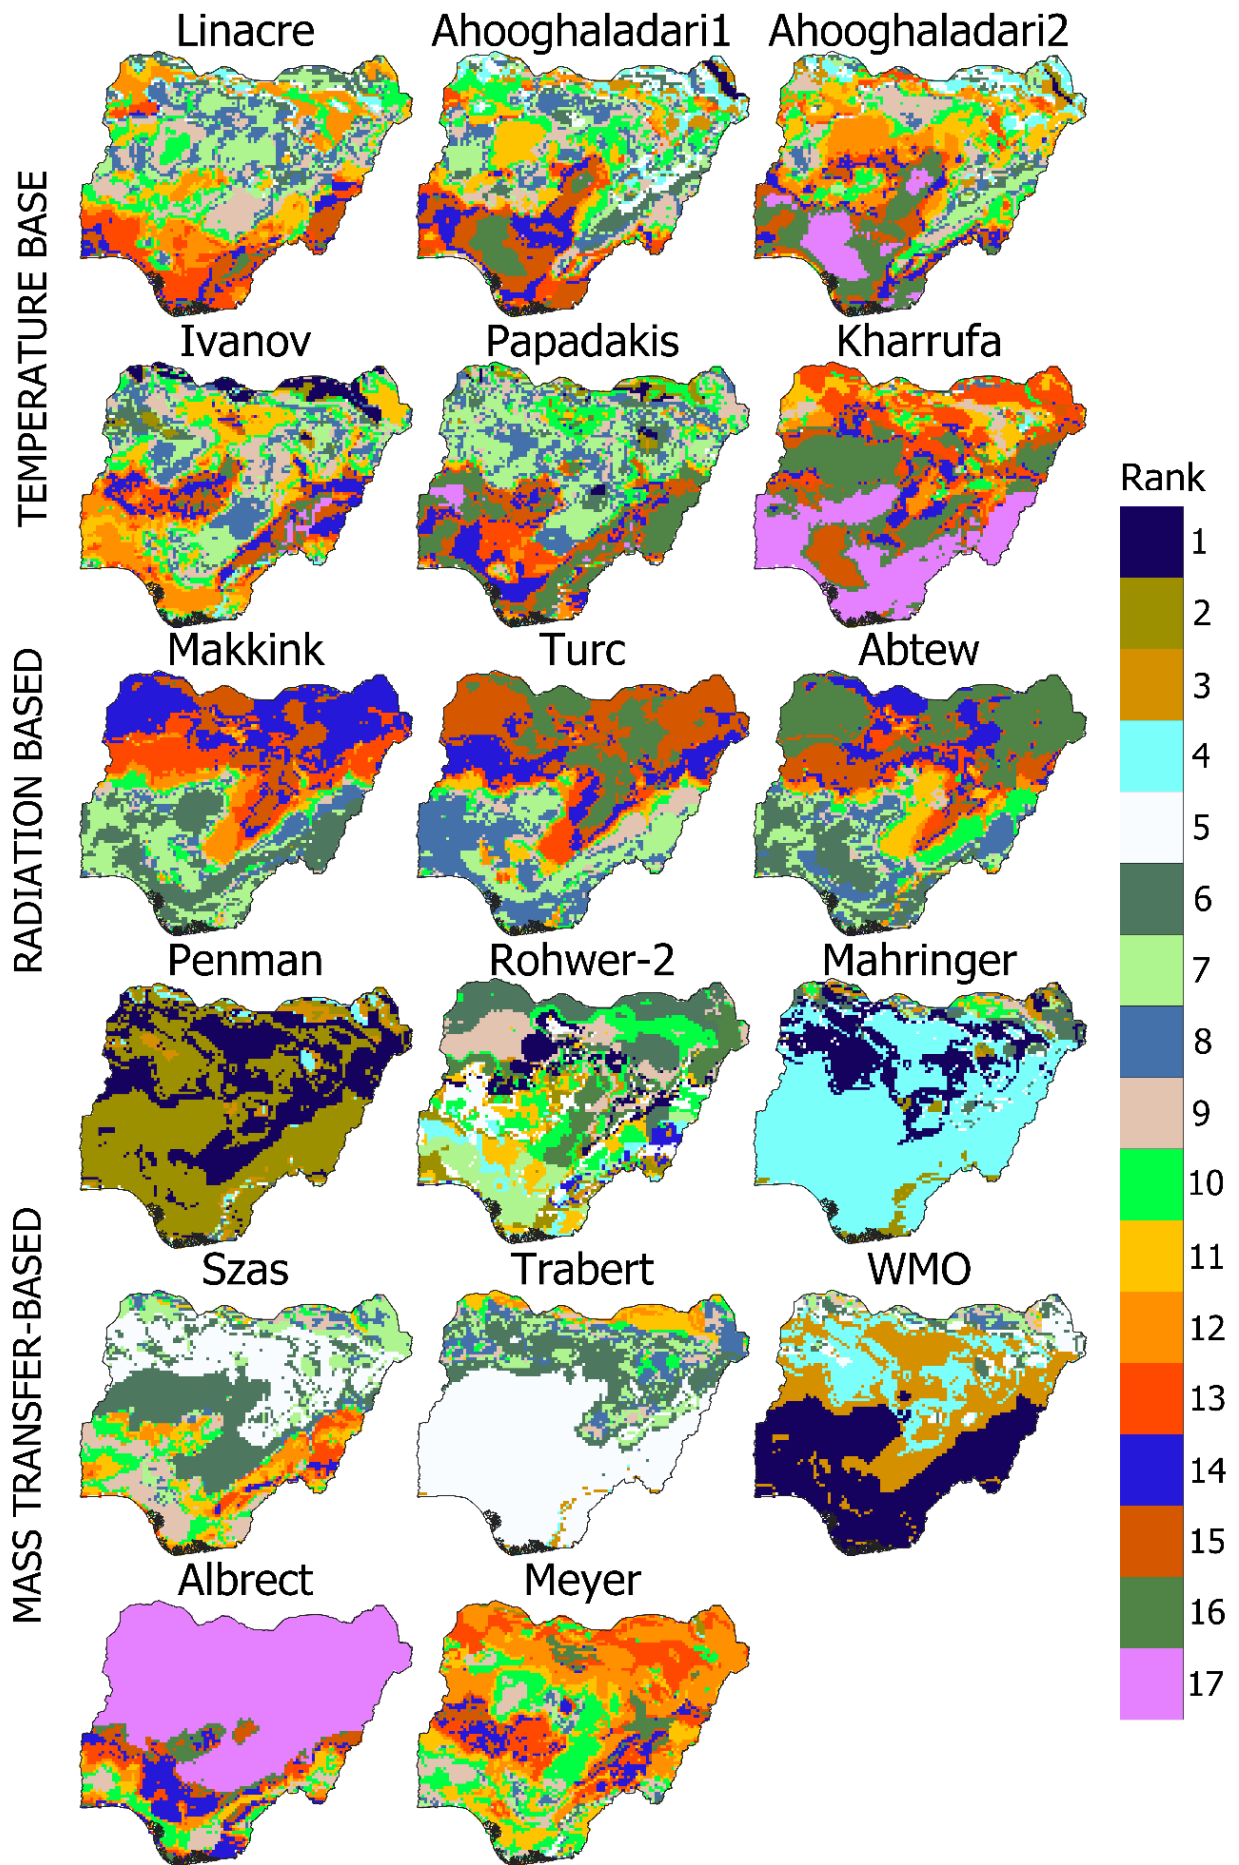 Linacre Ahooghaladari1 Ahooghaladari2
TEMPERATURE BASE
Ivanov Papadakis Kharrufa
Makkink Turc Abtew
RADIATION BASED
Penman Rohwer-2 Mahringer
MASS TRANSFER-BASED
Szas Trabert WMO
Albrect Meyer
Rank
1
2
3
4
5
6
7
8
9
10
11
12
13
14
15
16
17